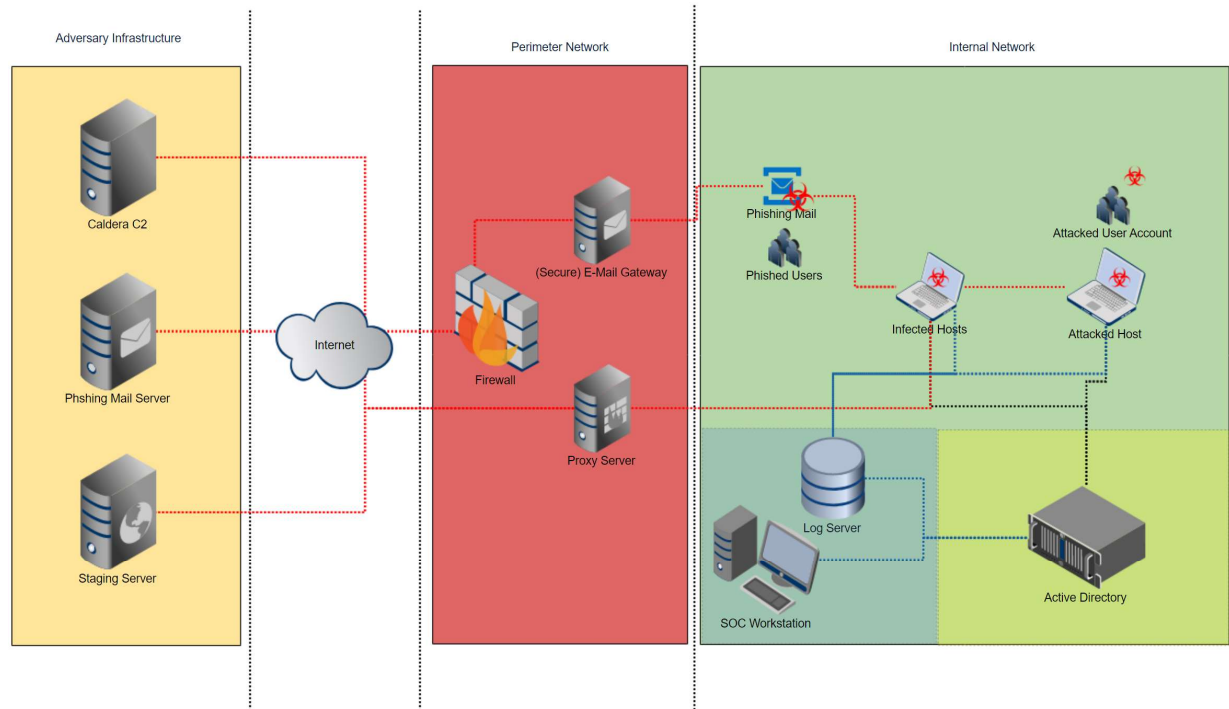 Adversary Infrastructure
Perimeter Network
Internal Network
Caldera C2
Phshing Mail Server
Staging Server
Internet
Firewall
(Secure) E-Mail Gateway
Proxy Server
Phishing Mail
Phished Users
Attacked User Account
Infected Hosts
Attacked Host
Log Server
SOC Workstation
Active Directory